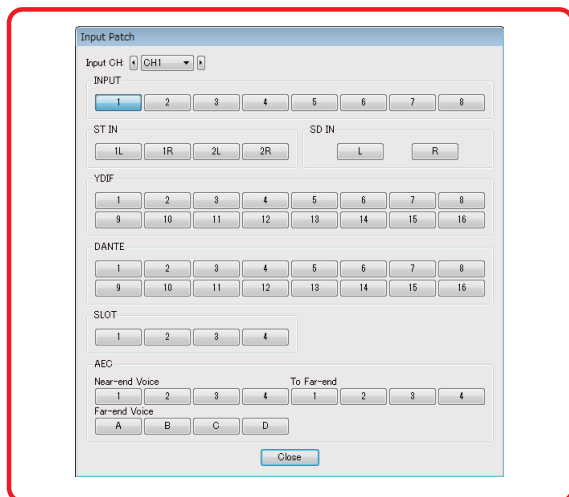 Input Patch
Input CH: CH1
INPUT
1 2 3 4 5 6 7 8
ST IN SD IN
1L 1R 2L 2R L R
YDIF
1 2 3 4 5 6 7 8
9 10 11 12 13 14 15 16
DANTE
1 2 3 4 5 6 7 8
9 10 11 12 13 14 15 16
SLOT
1 2 3 4
AEC
Near-end Voice To Far-end
1 2 3 4 1 2 3 4
Far-end Voice
A B C D
Close